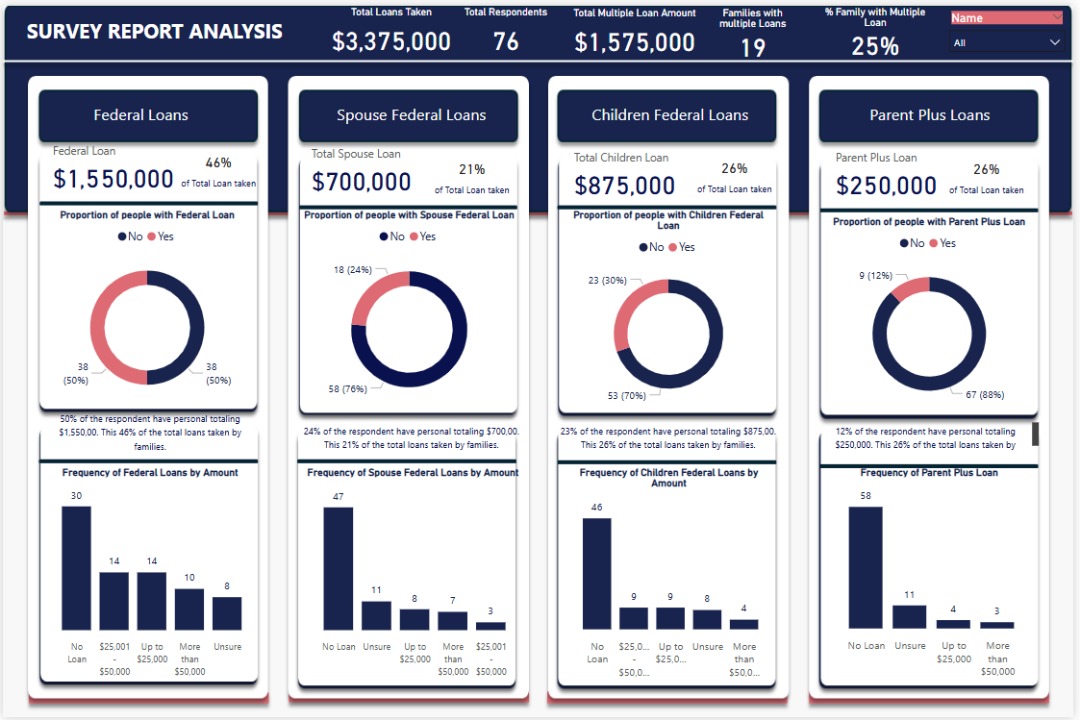 SURVEY REPORT ANALYSIS
Total Loans Taken
$3,375,000
Total Respondents
76
Total Multiple Loan Amount
$1,575,000
Families with
multiple Loans
19
% Family with Multiple
Loan
25%
Name
All
Federal Loans
Federal Loan
$1,550,000
46%
of Total Loan taken
Proportion of people with Federal Loan
No Yes
38
(50%)
38
(50%)
50% of the respondent have personal totaling
$1,550,00. This 46% of the total loans taken by
families.
Frequency of Federal Loans by Amount
30
14
14
10
8
No
Loan
$25,001
-
$50,000
Up to
$25,000
More
than
$50,000
Unsure
Spouse Federal Loans
Total Spouse Loan
$700,000
21%
of Total Loan taken
Proportion of people with Spouse Federal Loan
No Yes
18 (24%)
58 (76%)
24% of the respondent have personal totaling $700,00.
This 21% of the total loans taken by families.
Frequency of Spouse Federal Loans by Amount
47
11
8
7
3
No Loan
Unsure
Up to
$25,000
More
than
$50,000
$25,001
-
$50,000
Children Federal Loans
Total Children Loan
$875,000
26%
of Total Loan taken
Proportion of people with Children Federal
Loan
No Yes
23 (30%)
53 (70%)
23% of the respondent have personal totaling $875,00.
This 26% of the total loans taken by families.
Frequency of Children Federal Loans by
Amount
46
9
9
8
4
No
Loan
$25,0...
-
$50,0...
Up to
$25,0...
Unsure
More
than
$50,0...
Parent Plus Loans
Parent Plus Loan
$250,000
26%
of Total Loan taken
Proportion of people with Parent Plus Loan
No Yes
9 (12%)
67 (88%)
12% of the respondent have personal totaling
$250,000. This 26% of the total loans taken by
Frequency of Parent Plus Loan
58
11
4
3
No Loan
Unsure
Up to
$25,000
More
than
$50,000